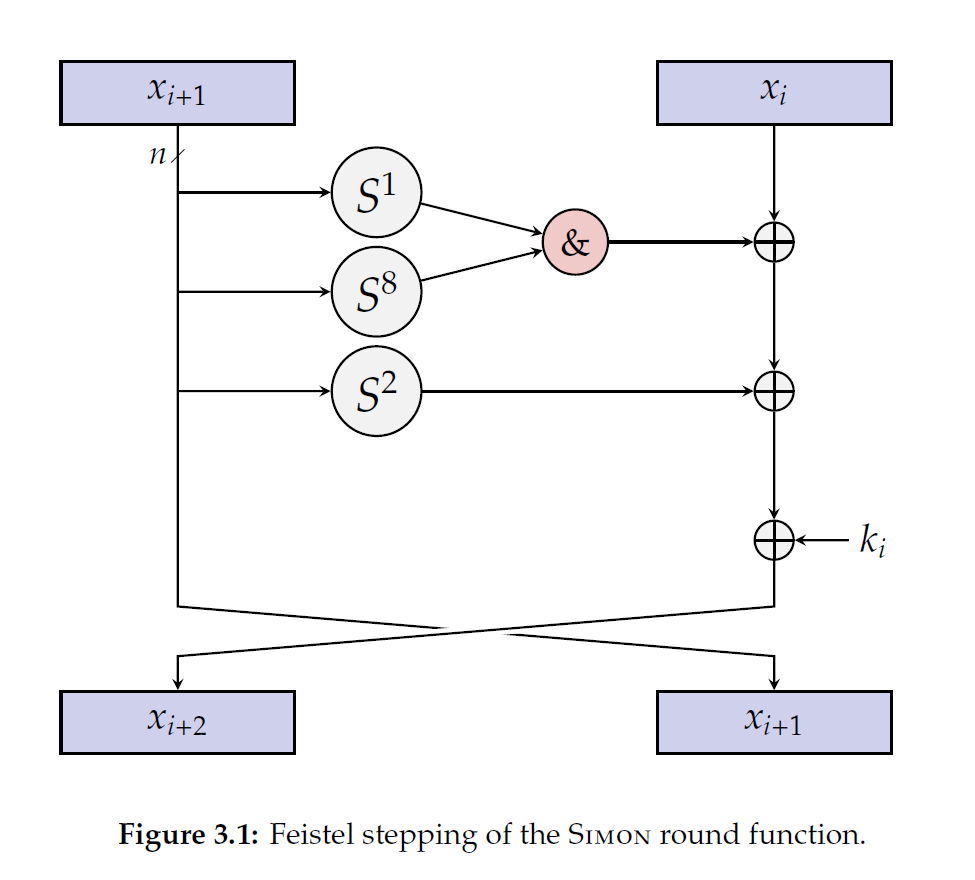 x_{i+1} x_i
n
S^1
&
S^8
S^2
k_i
x_{i+2} x_{i+1}
Figure 3.1: Feistel stepping of the SIMON round function.